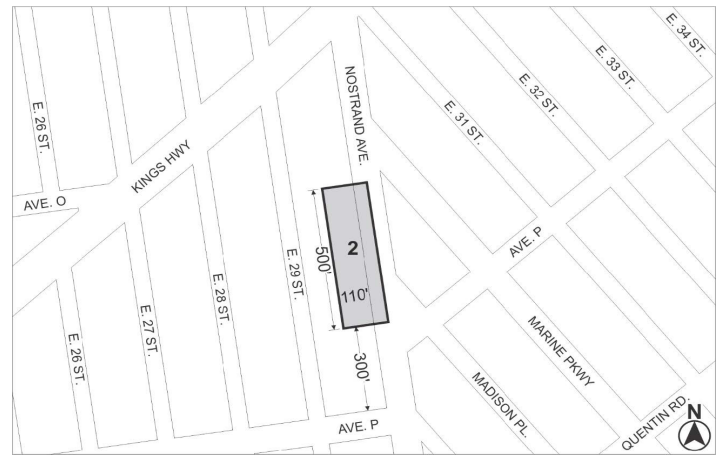 E. 34 ST.
E. 33 ST.
E. 32 ST.
E. 31 ST.
NOSTRAND AVE.
E. 26 ST.
KINGS HWY
AVE. O
2
500'
110'
300'
E. 29 ST.
E. 28 ST.
E. 27 ST.
E. 26 ST.
AVE. P
MARINE PKWY
MADISON PL.
QUENTIN RD.
AVE. P
N